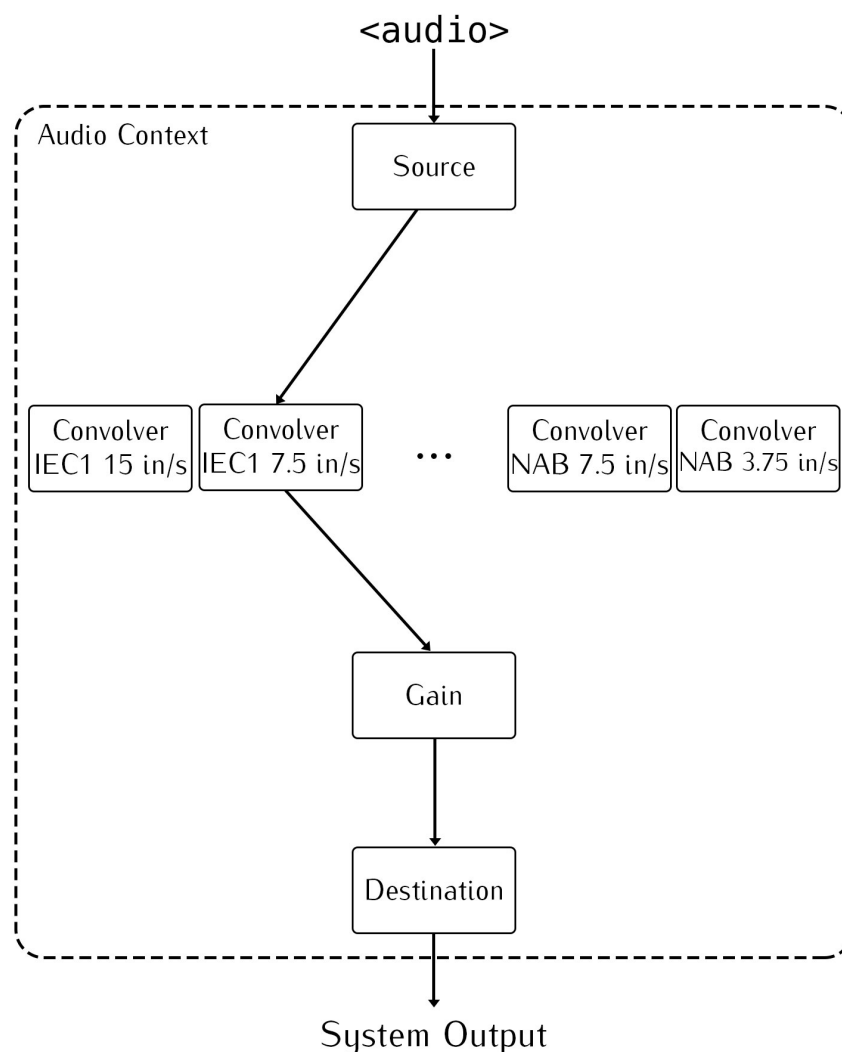 <audio>
Audio Context
Source
Convolver
IEC1 15 in/s
Convolver
IEC1 7.5 in/s
...
Convolver
NAB 7.5 in/s
Convolver
NAB 3.75 in/s
Gain
Destination
System Output